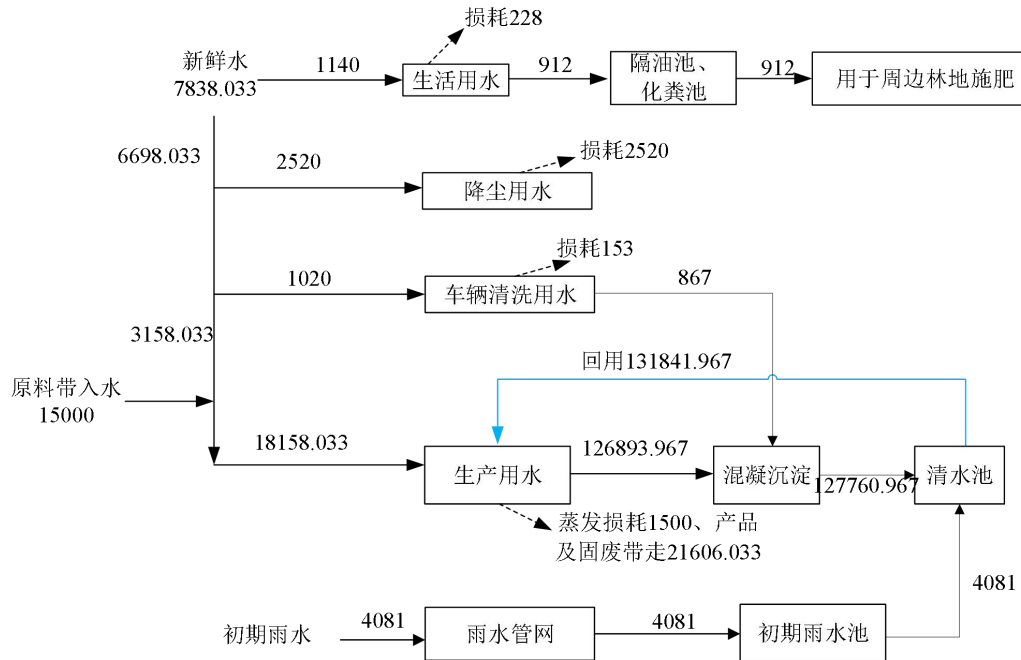 损耗228
新鲜水
7838.033
1140
生活用水
912
隔油池、
化粪池
912
用于周边林地施肥
6698.033
2520
损耗2520
降尘用水
损耗153
1020
车辆清洗用水
867
3158.033
回用131841.967
原料带入水
15000
18158.033
生产用水
126893.967
混凝沉淀
127760.967
清水池
蒸发损耗1500、产品
及固废带走21606.033
4081
初期雨水
4081
雨水管网
4081
初期雨水池